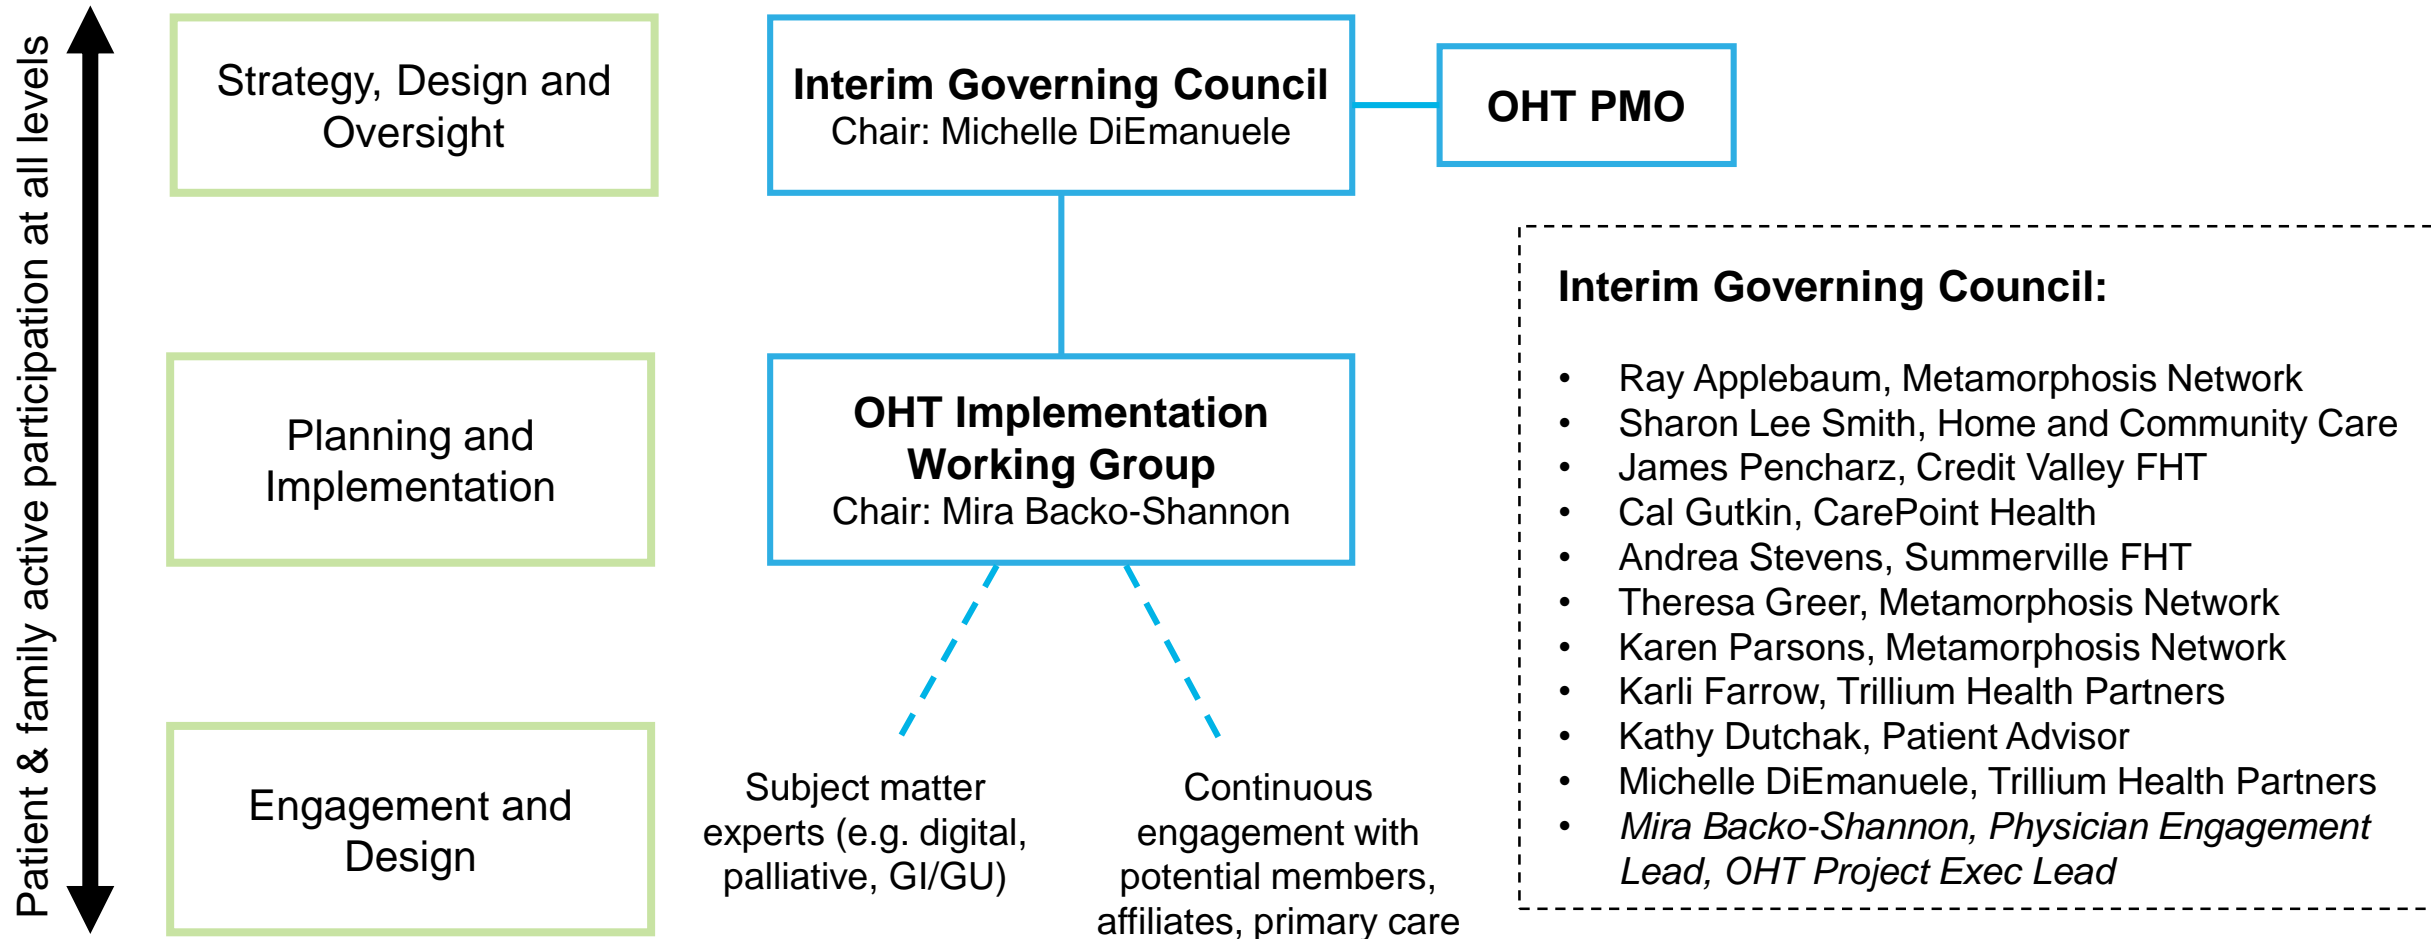 Patient & family active participation at all levels
Strategy, Design and
Oversight
Interim Governing Council
Chair: Michelle DiEmanuele
OHT PMO
Planning and
Implementation
OHT Implementation
Working Group
Chair: Mira Backo-Shannon
Engagement and
Design
Subject matter
experts (e.g. digital,
palliative, GI/GU)
Continuous
engagement with
potential members,
affiliates, primary care
Interim Governing Council:
• Ray Applebaum, Metamorphosis Network
• Sharon Lee Smith, Home and Community Care
• James Pencharz, Credit Valley FHT
• Cal Gutkin, CarePoint Health
• Andrea Stevens, Summerville FHT
• Theresa Greer, Metamorphosis Network
• Karen Parsons, Metamorphosis Network
• Karli Farrow, Trillium Health Partners
• Kathy Dutchak, Patient Advisor
• Michelle DiEmanuele, Trillium Health Partners
• Mira Backo-Shannon, Physician Engagement
Lead, OHT Project Exec Lead